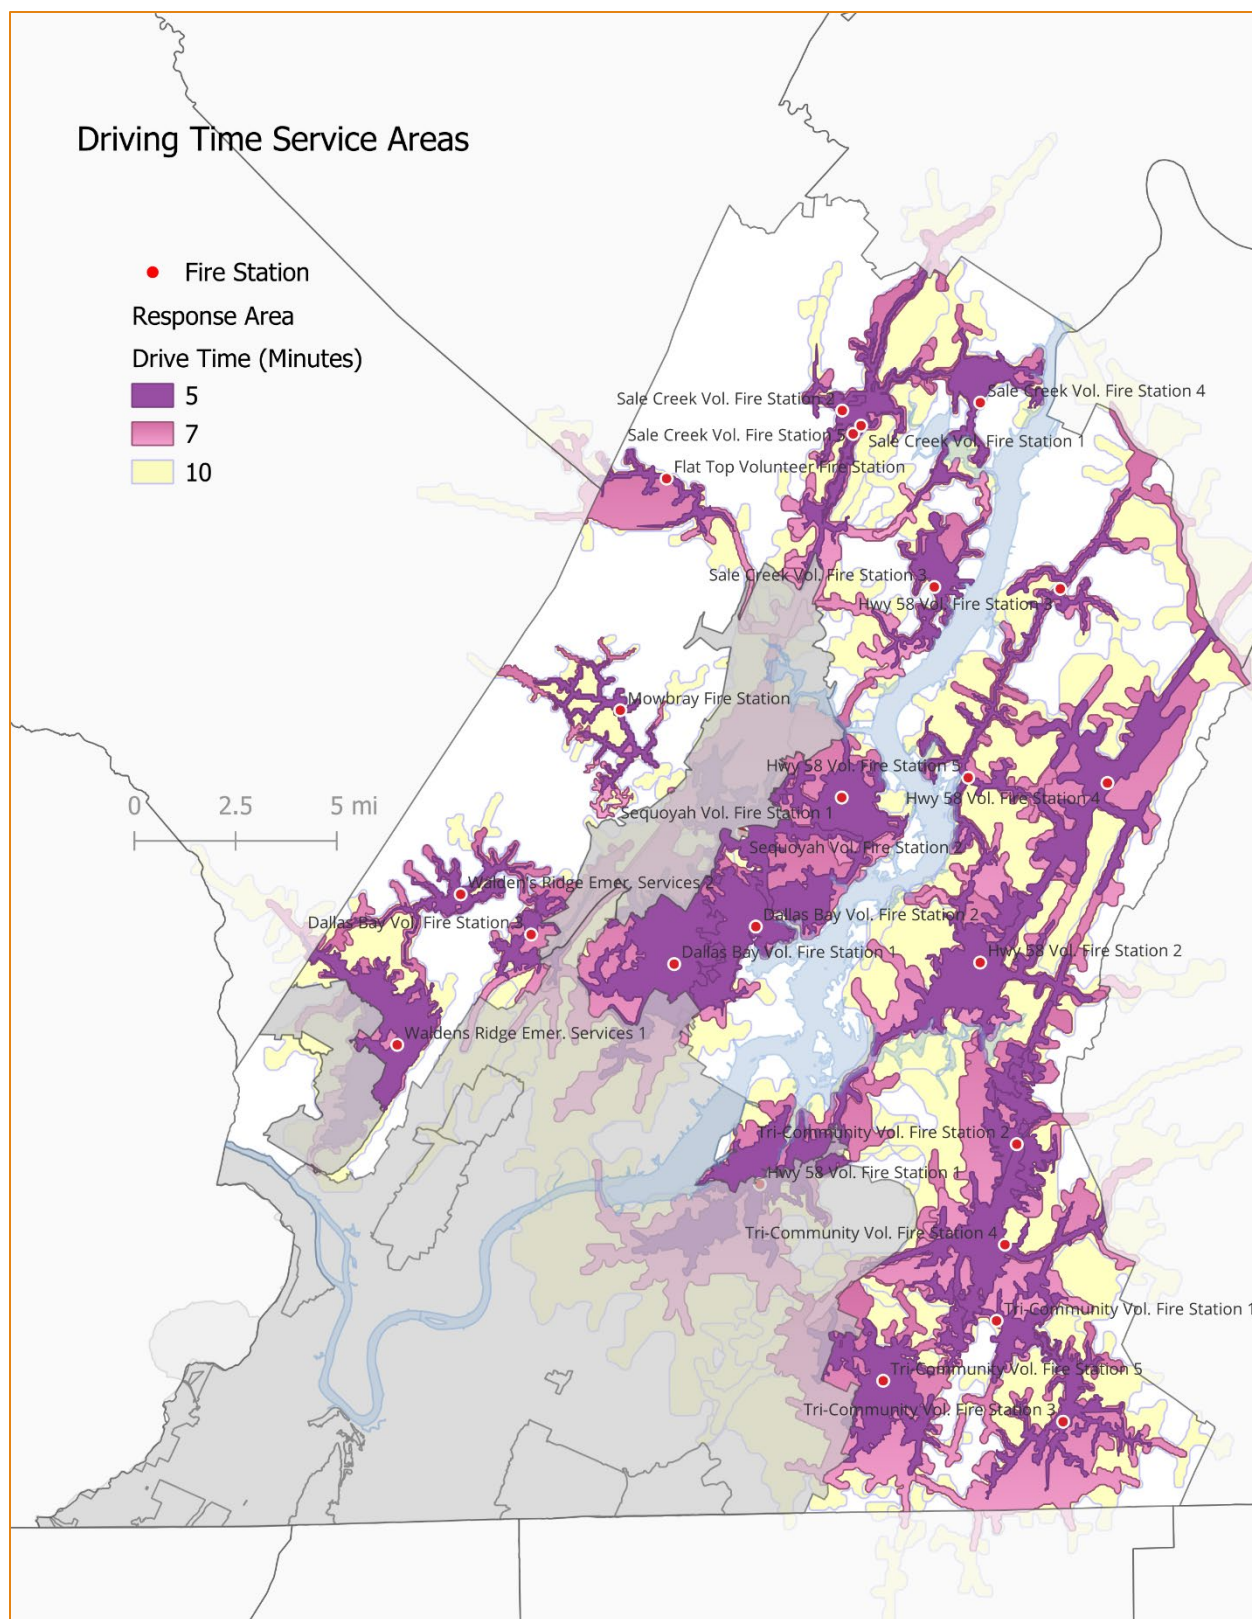 Driving Time Service Areas
Fire Station
Response Area
Drive Time (Minutes)
5
7
10
Sale Creek Vol. Fire Station 2
Sale Creek Vol. Fire Station 4
Sale Creek Vol. Fire Station 5
Sale Creek Vol. Fire Station 1
Flat Top Volunteer Fire Station
Sale Creek Vol. Fire Station 3
Hwy 58 Vol. Fire Station 3
Mowbray Fire Station
Hwy 58 Vol. Fire Station 5
Hwy 58 Vol. Fire Station 4
0 2.5 5 mi
Sequoyah Vol. Fire Station 1
Sequoyah Vol. Fire Station 2
Walden's Ridge Emer. Services 2
Dallas Bay Vol. Fire Station 3
Dallas Bay Vol. Fire Station 2
Dallas Bay Vol. Fire Station 1
Hwy 58 Vol. Fire Station 2
Waldens Ridge Emer. Services 1
Tri-Community Vol. Fire Station 2
Hwy 58 Vol. Fire Station 1
Tri-Community Vol. Fire Station 4
Tri-Community Vol. Fire Station 1
Tri-Community Vol. Fire Station 5
Tri-Community Vol. Fire Station 3